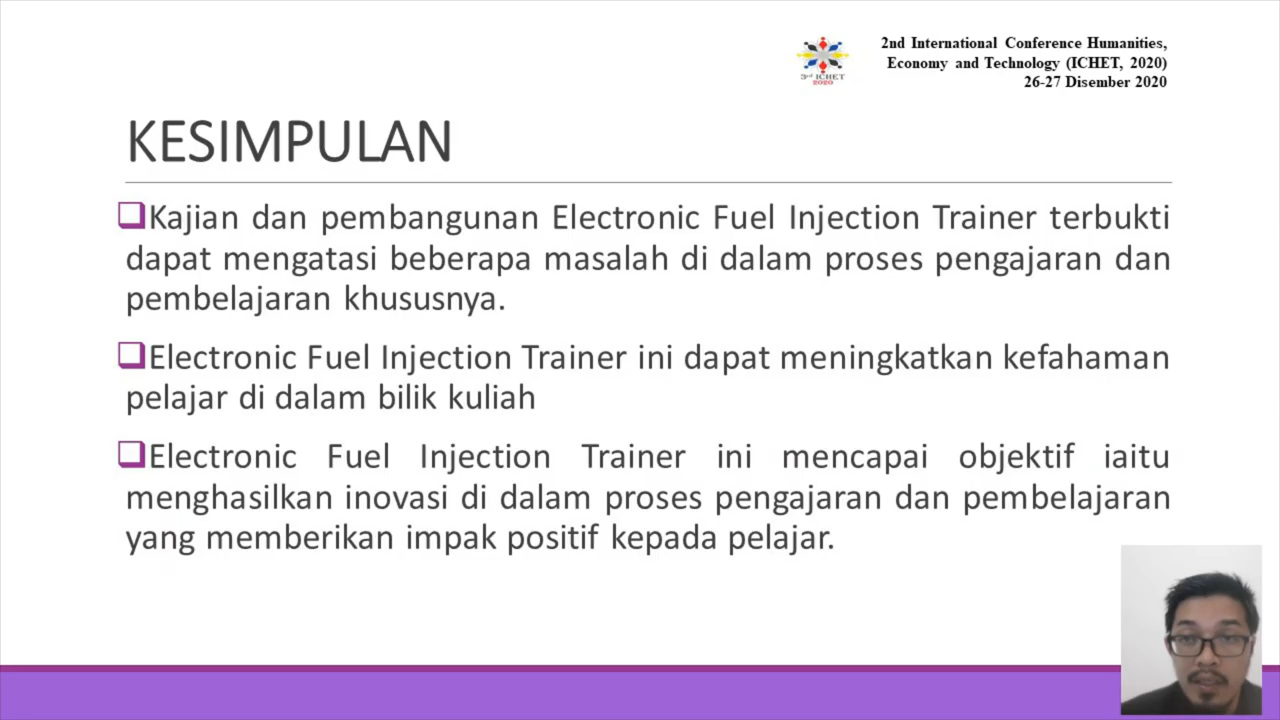 2nd International Conference Humanities,
Economy and Technology (ICHET, 2020)
26-27 Disember 2020
3rd ICHET
2020
KESIMPULAN
Kajian dan pembangunan Electronic Fuel Injection Trainer terbukti
dapat mengatasi beberapa masalah di dalam proses pengajaran dan
pembelajaran khususnya.
Electronic Fuel Injection Trainer ini dapat meningkatkan kefahaman
pelajar di dalam bilik kuliah
Electronic Fuel Injection Trainer ini mencapai objektif iaitu
menghasilkan inovasi di dalam proses pengajaran dan pembelajaran
yang memberikan impak positif kepada pelajar.